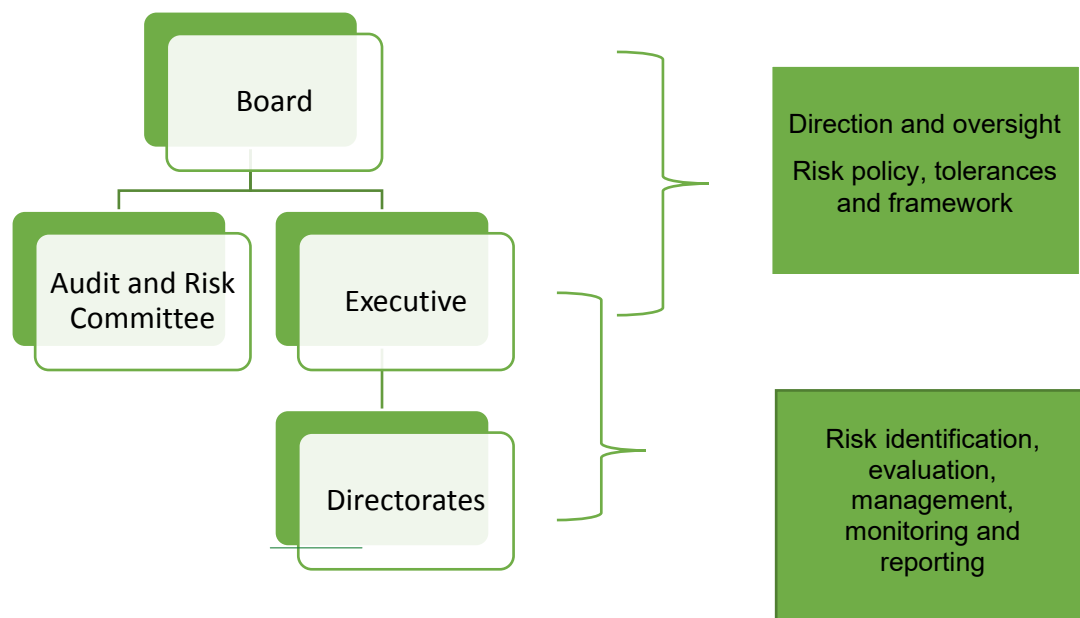 Board
Audit and Risk
Committee
Executive
Directorates
Direction and oversight
Risk policy, tolerances
and framework
Risk identification,
evaluation,
management,
monitoring and
reporting